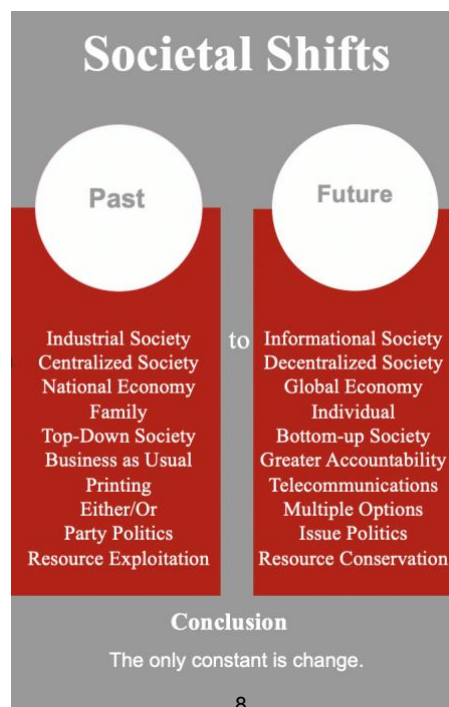 Societal Shifts
Past
Industrial Society
Centralized Society
National Economy
Family
Top-Down Society
Business as Usual
Printing
Either/Or
Party Politics
Resource Exploitation
to
Future
Informational Society
Decentralized Society
Global Economy
Individual
Bottom-up Society
Greater Accountability
Telecommunications
Multiple Options
Issue Politics
Resource Conservation
Conclusion
The only constant is change.
8